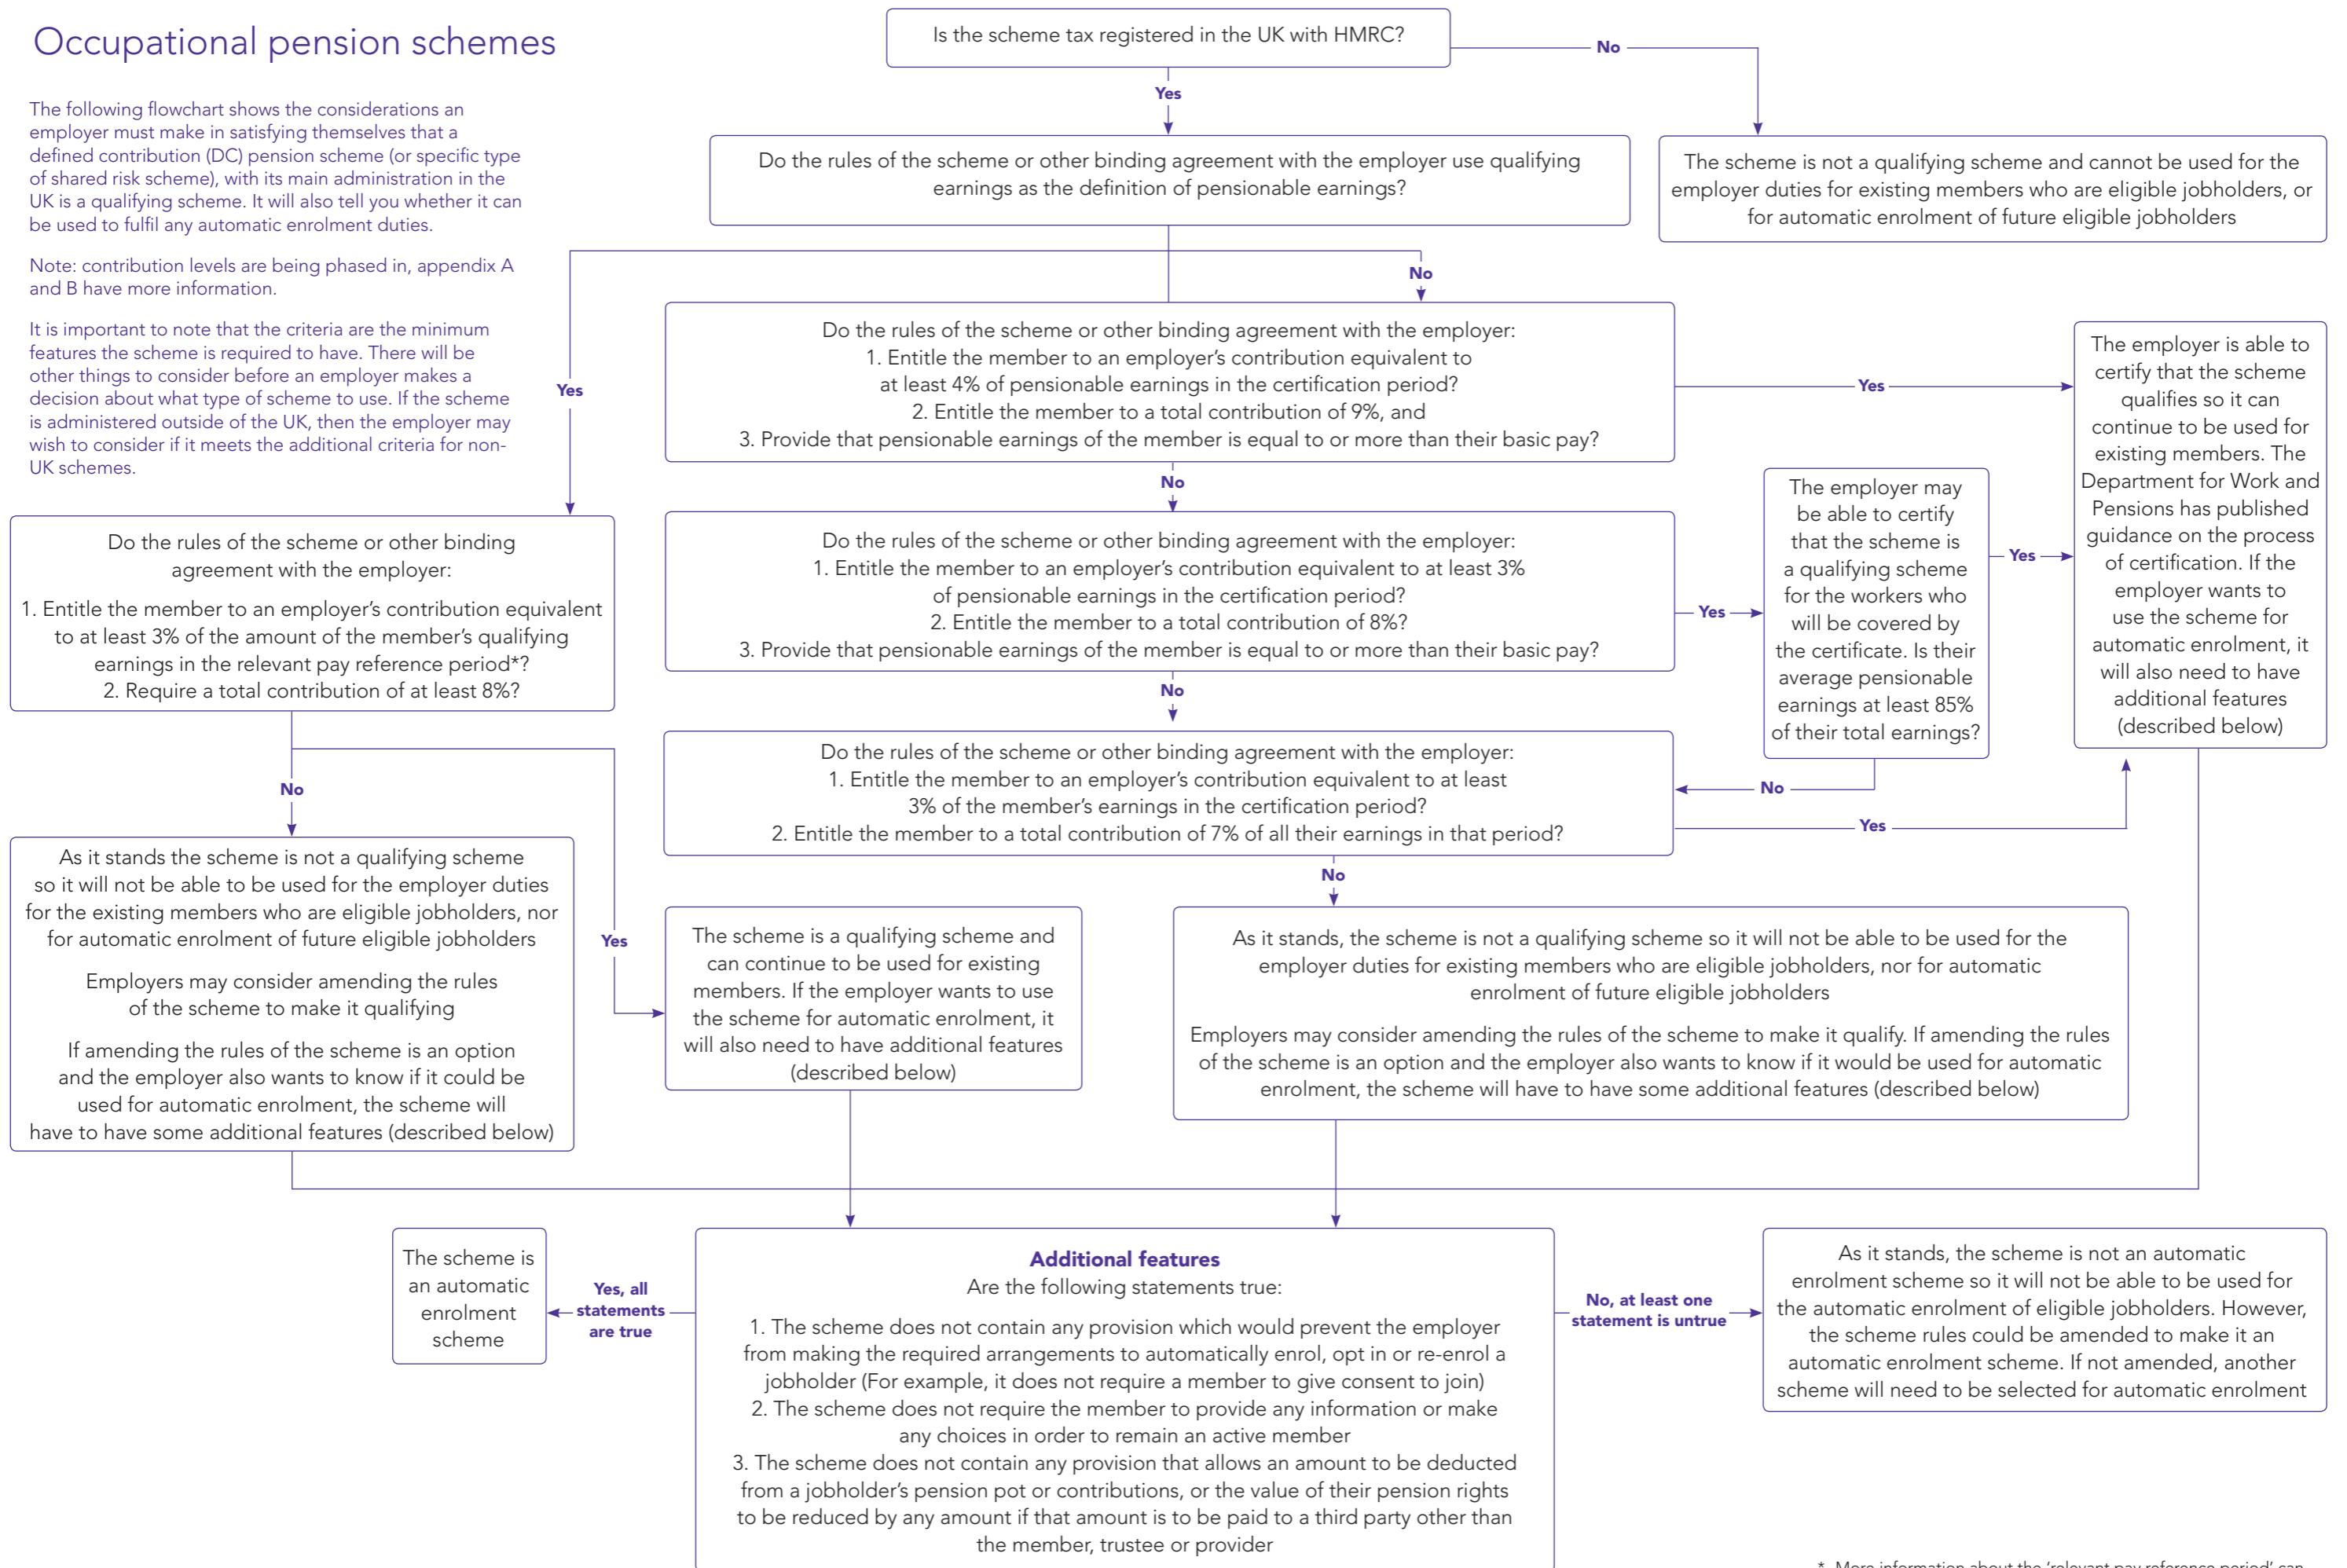 Occupational pension schemes
The following flowchart shows the considerations an
employer must make in satisfying themselves that a
defined contribution (DC) pension scheme (or specific type
of shared risk scheme), with its main administration in the
UK is a qualifying scheme. It will also tell you whether it can
be used to fulfil any automatic enrolment duties.
Note: contribution levels are being phased in, appendix A
and B have more information.
It is important to note that the criteria are the minimum
features the scheme is required to have. There will be
other things to consider before an employer makes a
decision about what type of scheme to use. If the scheme
is administered outside of the UK, then the employer may
wish to consider if it meets the additional criteria for non-
UK schemes.
Is the scheme tax registered in the UK with HMRC?
No
Yes
Do the rules of the scheme or other binding agreement with the employer use qualifying
earnings as the definition of pensionable earnings?
The scheme is not a qualifying scheme and cannot be used for the
employer duties for existing members who are eligible jobholders, or
for automatic enrolment of future eligible jobholders
No
Yes
Do the rules of the scheme or other binding agreement with the employer:
1. Entitle the member to an employer's contribution equivalent to
at least 4% of pensionable earnings in the certification period?
2. Entitle the member to a total contribution of 9%, and
3. Provide that pensionable earnings of the member is equal to or more than their basic pay?
Yes
The employer is able to
certify that the scheme
qualifies so it can
continue to be used for
existing members. The
Department for Work and
Pensions has published
guidance on the process
of certification. If the
employer wants to
use the scheme for
automatic enrolment, it
will also need to have
additional features
(described below)
No
Do the rules of the scheme or other binding agreement with the employer:
1. Entitle the member to an employer's contribution equivalent to at least 3%
of pensionable earnings in the certification period?
2. Entitle the member to a total contribution of 8%?
3. Provide that pensionable earnings of the member is equal to or more than their basic pay?
Yes
The employer may
be able to certify
that the scheme is
a qualifying scheme
for the workers who
will be covered by
the certificate. Is their
average pensionable
earnings at least 85%
of their total earnings?
Yes
No
Do the rules of the scheme or other binding
agreement with the employer:
1. Entitle the member to an employer's contribution equivalent
to at least 3% of the amount of the member's qualifying
earnings in the relevant pay reference period*?
2. Require a total contribution of at least 8%?
No
Do the rules of the scheme or other binding agreement with the employer:
1. Entitle the member to an employer's contribution equivalent to at least
3% of the member's earnings in the certification period?
2. Entitle the member to a total contribution of 7% of all their earnings in that period?
Yes
No
No
As it stands the scheme is not a qualifying scheme
so it will not be able to be used for the employer duties
for the existing members who are eligible jobholders, nor
for automatic enrolment of future eligible jobholders
Employers may consider amending the rules
of the scheme to make it qualifying
If amending the rules of the scheme is an option
and the employer also wants to know if it could be
used for automatic enrolment, the scheme will
have to have some additional features (described below)
Yes
The scheme is a qualifying scheme and
can continue to be used for existing
members. If the employer wants to use
the scheme for automatic enrolment, it
will also need to have additional features
(described below)
As it stands, the scheme is not a qualifying scheme so it will not be able to be used for the
employer duties for existing members who are eligible jobholders, nor for automatic
enrolment of future eligible jobholders
Employers may consider amending the rules of the scheme to make it qualify. If amending the rules
of the scheme is an option and the employer also wants to know if it would be used for automatic
enrolment, the scheme will have to have some additional features (described below)
The scheme is
an automatic
enrolment
scheme
Yes, all
statements
are true
Additional features
Are the following statements true:
1. The scheme does not contain any provision which would prevent the employer
from making the required arrangements to automatically enrol, opt in or re-enrol a
jobholder (For example, it does not require a member to give consent to join)
2. The scheme does not require the member to provide any information or make
any choices in order to remain an active member
3. The scheme does not contain any provision that allows an amount to be deducted
from a jobholder's pension pot or contributions, or the value of their pension rights
to be reduced by any amount if that amount is to be paid to a third party other than
the member, trustee or provider
No, at least one
statement is untrue
As it stands, the scheme is not an automatic
enrolment scheme so it will not be able to be used for
the automatic enrolment of eligible jobholders. However,
the scheme rules could be amended to make it an
automatic enrolment scheme. If not amended, another
scheme will need to be selected for automatic enrolment
* More information about the 'relevant pay reference period' can